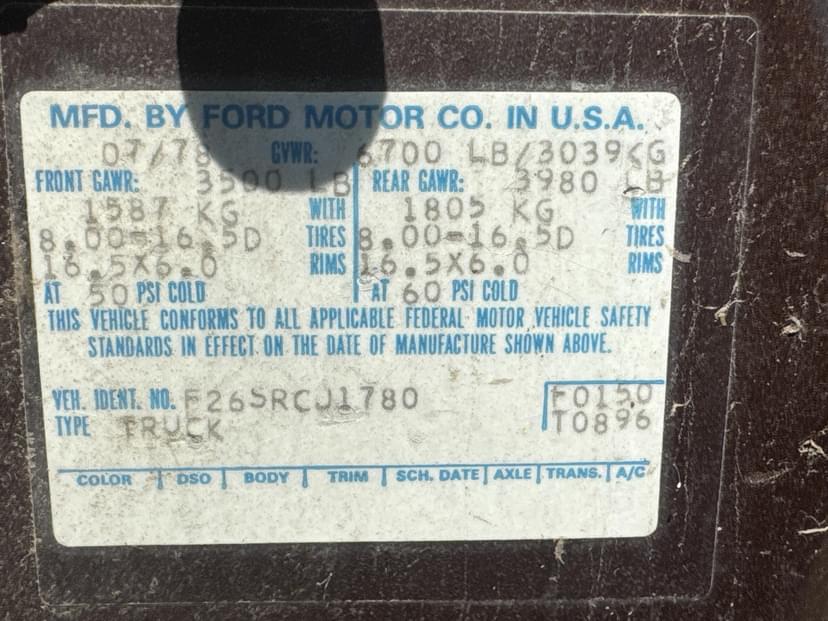 MFD. BY FORD MOTOR CO. IN U.S.A.
07/78 GVWR: 6700 LB/3039KG
FRONT GAWR: 3500 LB REAR GAWR: 3980 LB
1587 KG WITH 1805 KG WITH
8.00-16.5D TIRES 8.00-16.5D TIRES
16.5X6.0 RIMS 16.5X6.0 RIMS
AT 50 PSI COLD AT 60 PSI COLD
THIS VEHICLE CONFORMS TO ALL APPLICABLE FEDERAL MOTOR VEHICLE SAFETY
STANDARDS IN EFFECT ON THE DATE OF MANUFACTURE SHOWN ABOVE.
VEH. IDENT. NO. F26SRCJ1780 F0150
TYPE TRUCK T0896
COLOR DSO BODY TRIM SCH. DATE AXLE TRANS. A/C